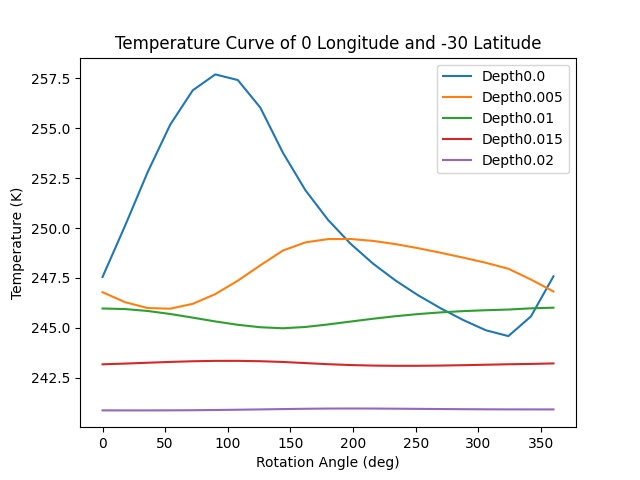 Temperature Curve of 0 Longitude and -30 Latitude
Temperature (K)
257.5
255.0
252.5
250.0
247.5
245.0
242.5
Depth0.0
Depth0.005
Depth0.01
Depth0.015
Depth0.02
0 50 100 150 200 250 300 350
Rotation Angle (deg)